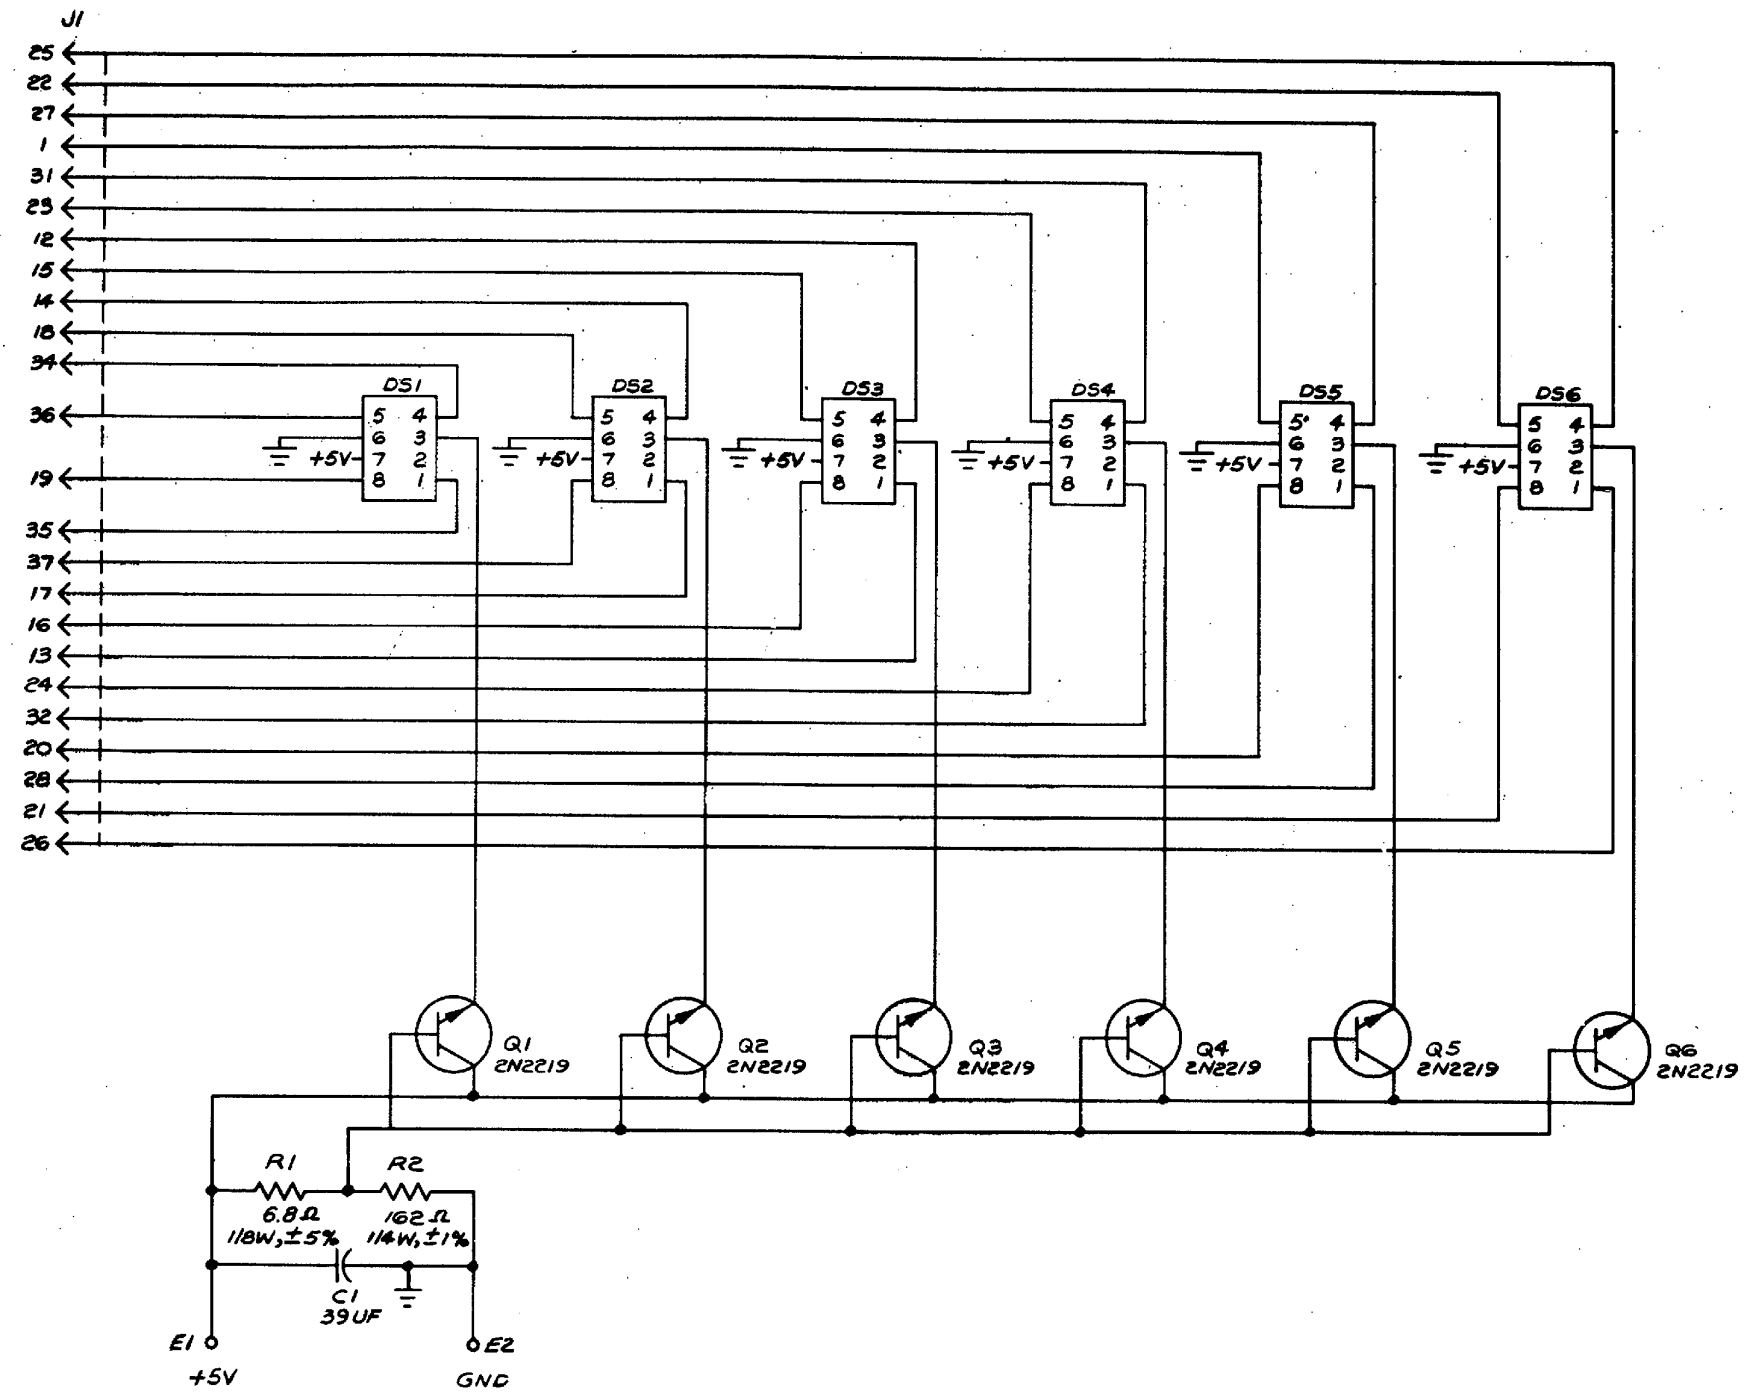 J1
25
22
27
1
31
23
12
15
14
18
34
36
19
35
37
17
16
13
24
32
20
28
21
26
DS1
5 4
6 3
+5V 7 2
8 1
DS2
5 4
6 3
+5V 7 2
8 1
DS3
5 4
6 3
+5V 7 2
8 1
DS4
5 4
6 3
+5V 7 2
8 1
DS5
5 4
6 3
+5V 7 2
8 1
DS6
5 4
6 3
+5V 7 2
8 1
Q1
2N2219
Q2
2N2219
Q3
2N2219
Q4
2N2219
Q5
2N2219
Q6
2N2219
R1
6.8Ω
1/8W,±5%
R2
162Ω
1/4W,±1%
C1
39UF
E1
+5V
E2
GND